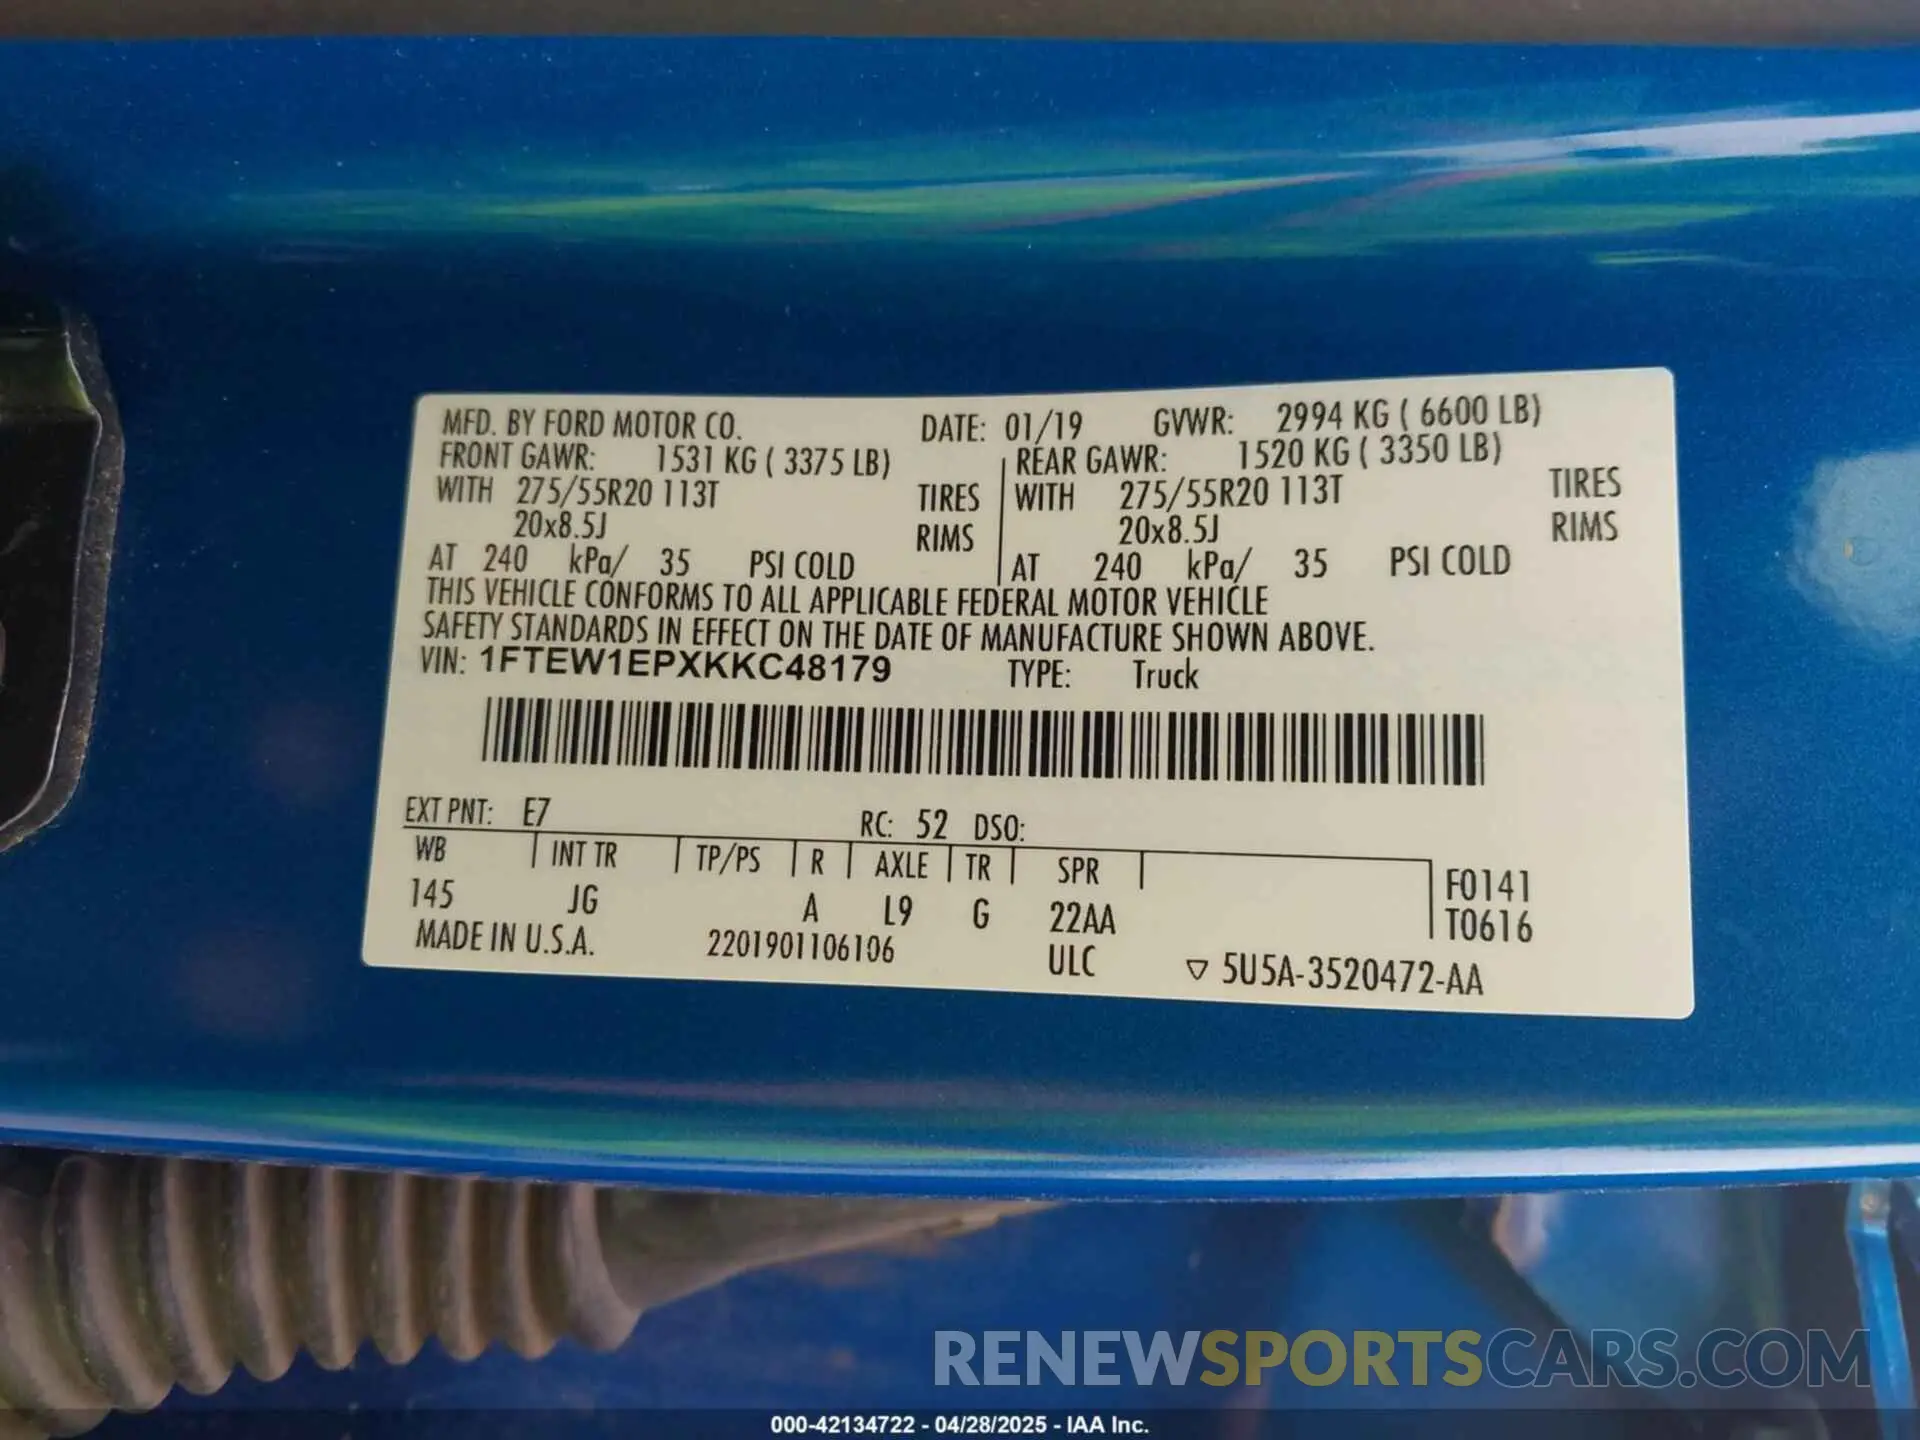 MFD. BY FORD MOTOR CO. DATE: 01/19 GVWR: 2994 KG ( 6600 LB)
FRONT GAWR: 1531 KG ( 3375 LB) REAR GAWR: 1520 KG ( 3350 LB)
WITH 275/55R20 113T TIRES WITH 275/55R20 113T TIRES
20x8.5J RIMS 20x8.5J RIMS
AT 240 kPa/ 35 PSI COLD AT 240 kPa/ 35 PSI COLD
THIS VEHICLE CONFORMS TO ALL APPLICABLE FEDERAL MOTOR VEHICLE
SAFETY STANDARDS IN EFFECT ON THE DATE OF MANUFACTURE SHOWN ABOVE.
VIN: 1FTEW1EPXKKC48179 TYPE: Truck
EXT PNT: E7 RC: 52 DSO:
WB INT TR TP/PS R AXLE TR SPR F0141
145 JG A L9 G 22AA T0616
MADE IN U.S.A. 2201901106106 ULC ▽ 5U5A-3520472-AA
RENEWSPORTSCARS.COM
000-42134722 - 04/28/2025 - IAA Inc.